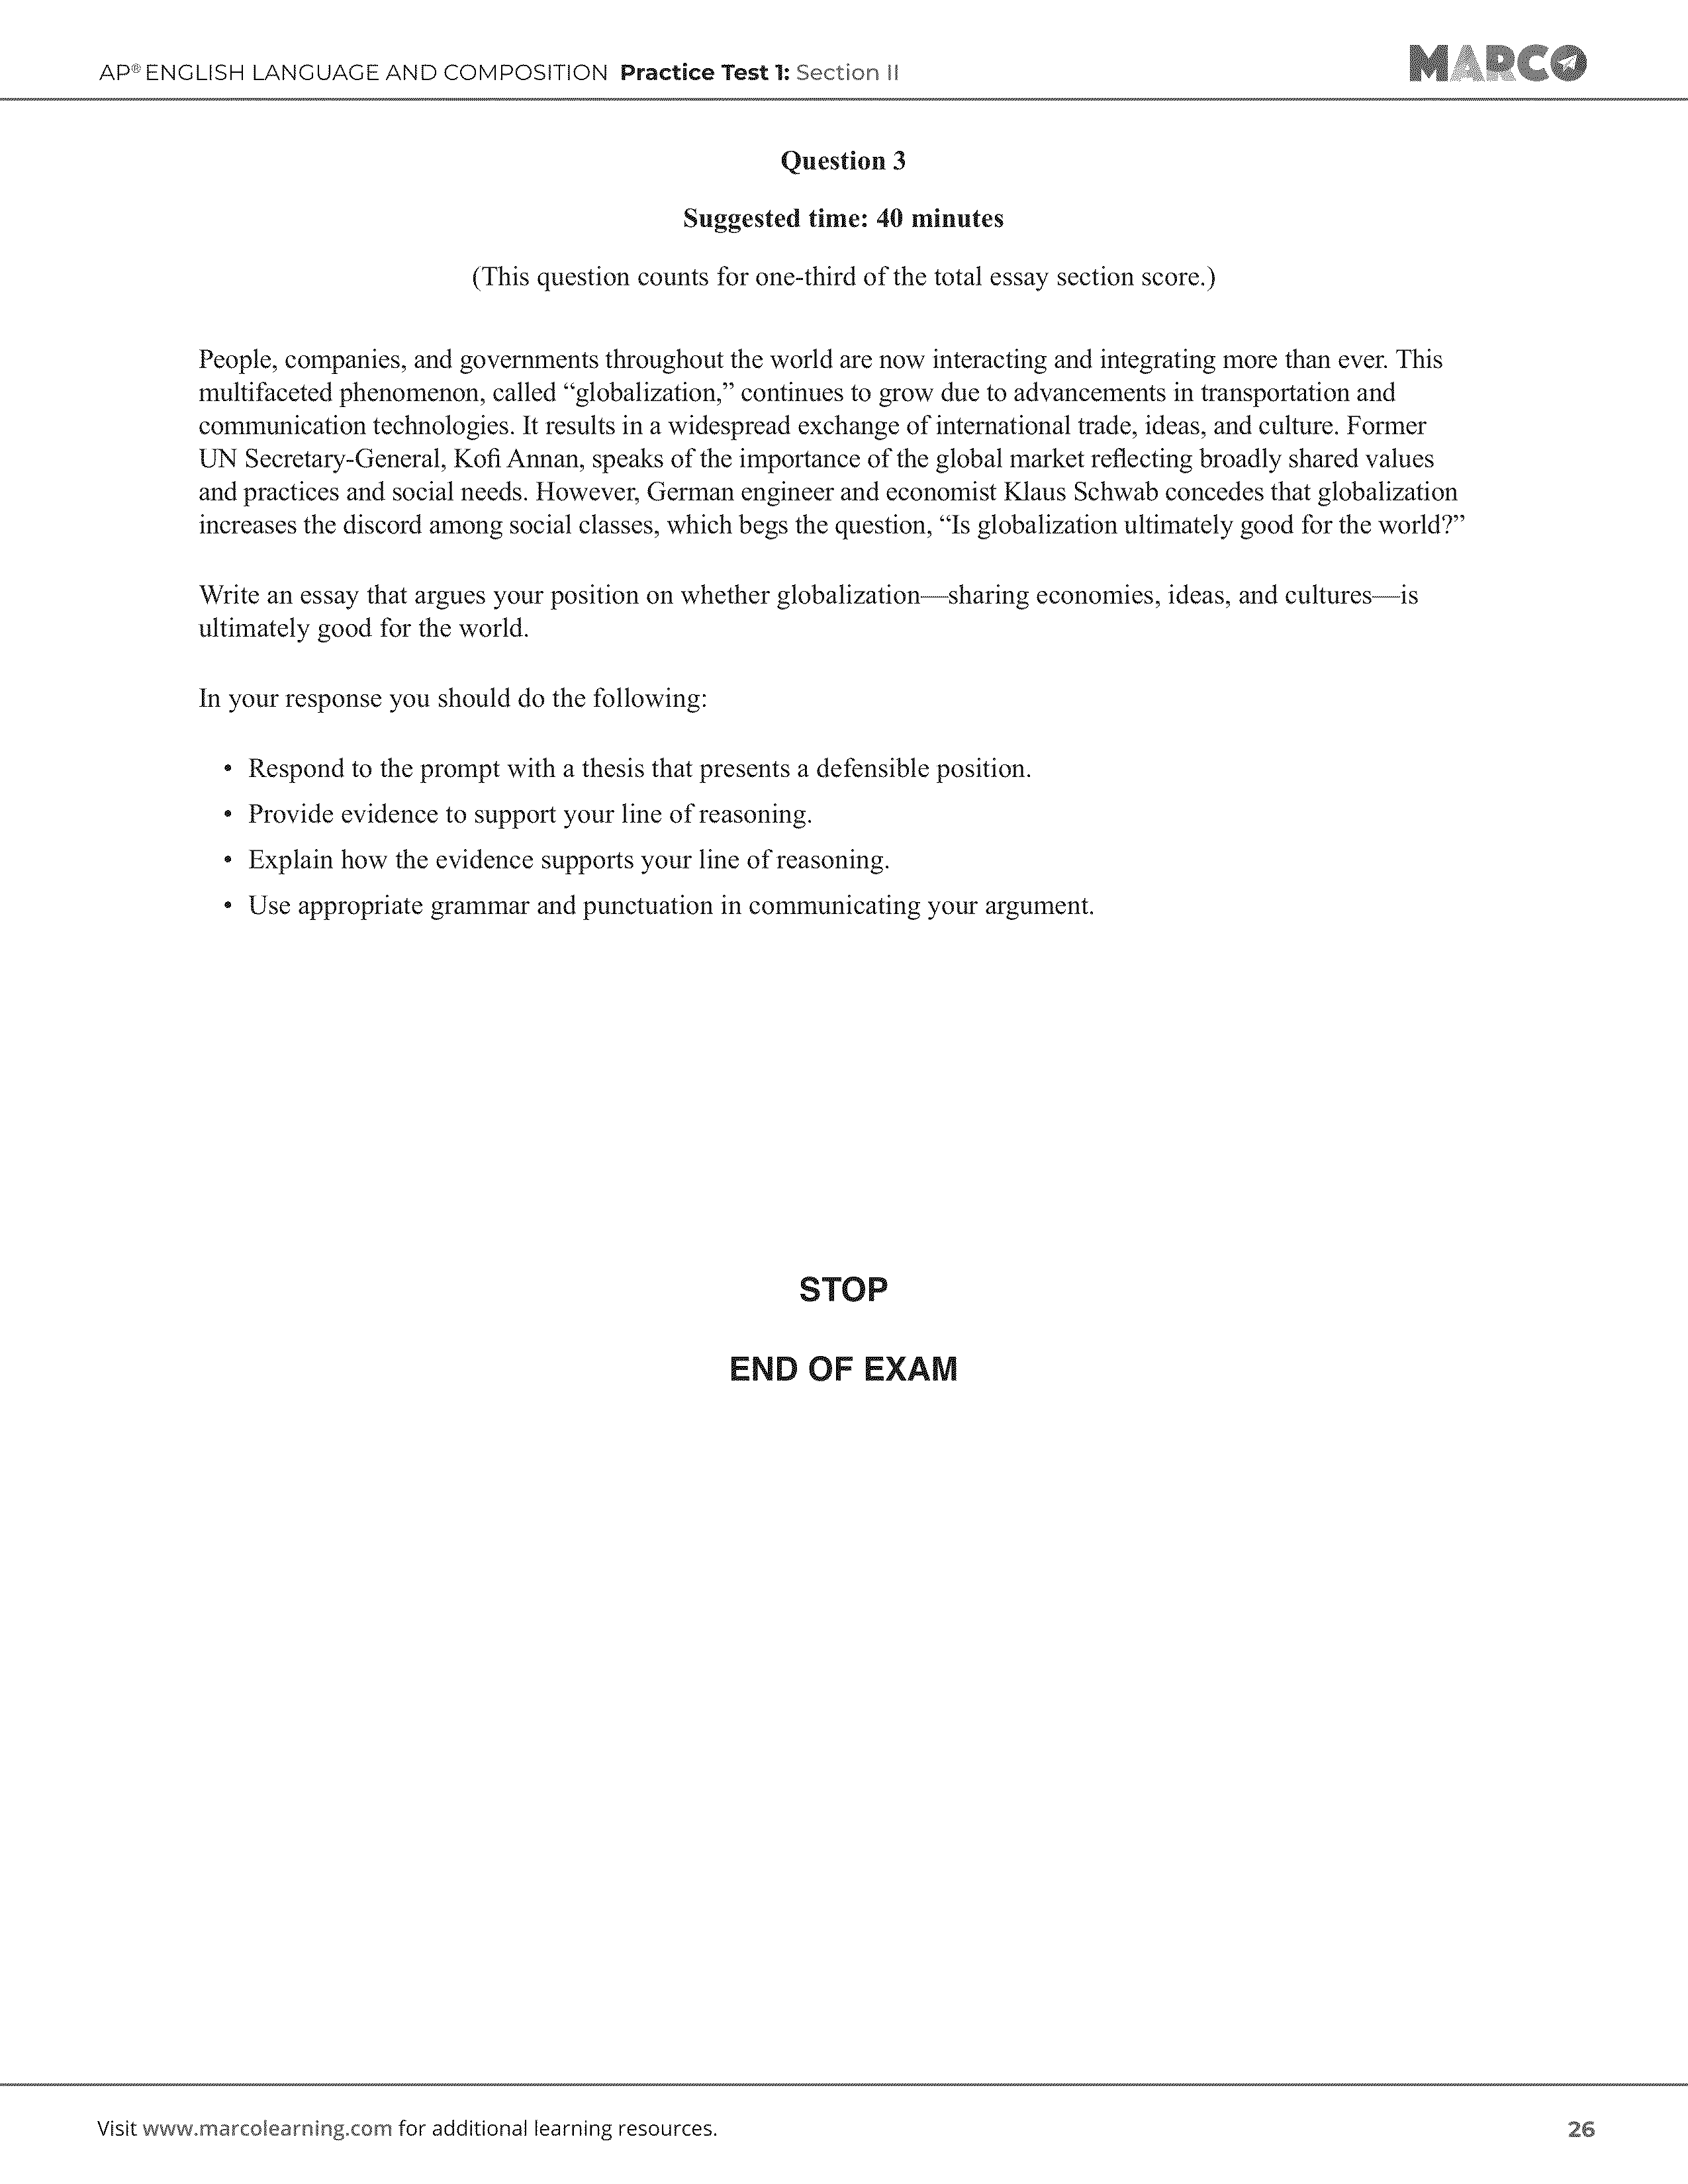 AP® ENGLISH LANGUAGE AND COMPOSITION Practice Test 1: Section II
MARCO
Question 3
Suggested time: 40 minutes
(This question counts for one-third of the total essay section score.)
People, companies, and governments throughout the world are now interacting and integrating more than ever. This
multifaceted phenomenon, called “globalization,” continues to grow due to advancements in transportation and
communication technologies. It results in a widespread exchange of international trade, ideas, and culture. Former
UN Secretary-General, Kofi Annan, speaks of the importance of the global market reflecting broadly shared values
and practices and social needs. However, German engineer and economist Klaus Schwab concedes that globalization
increases the discord among social classes, which begs the question, “Is globalization ultimately good for the world?”
Write an essay that argues your position on whether globalization—sharing economies, ideas, and cultures—is
ultimately good for the world.
In your response you should do the following:
• Respond to the prompt with a thesis that presents a defensible position.
• Provide evidence to support your line of reasoning.
• Explain how the evidence supports your line of reasoning.
• Use appropriate grammar and punctuation in communicating your argument.
STOP
END OF EXAM
Visit www.marcolearning.com for additional learning resources.
26